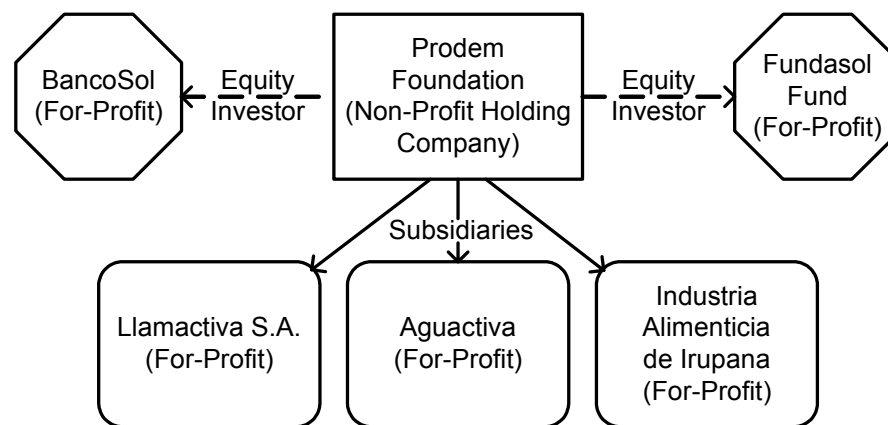 BancoSol
(For-Profit)
Equity
Investor
Prodem
Foundation
(Non-Profit Holding
Company)
Equity
Investor
Fundasol
Fund
(For-Profit)
Subsidiaries
Llamactiva S.A.
(For-Profit)
Aguactiva
(For-Profit)
Industria
Alimenticia
de Irupana
(For-Profit)